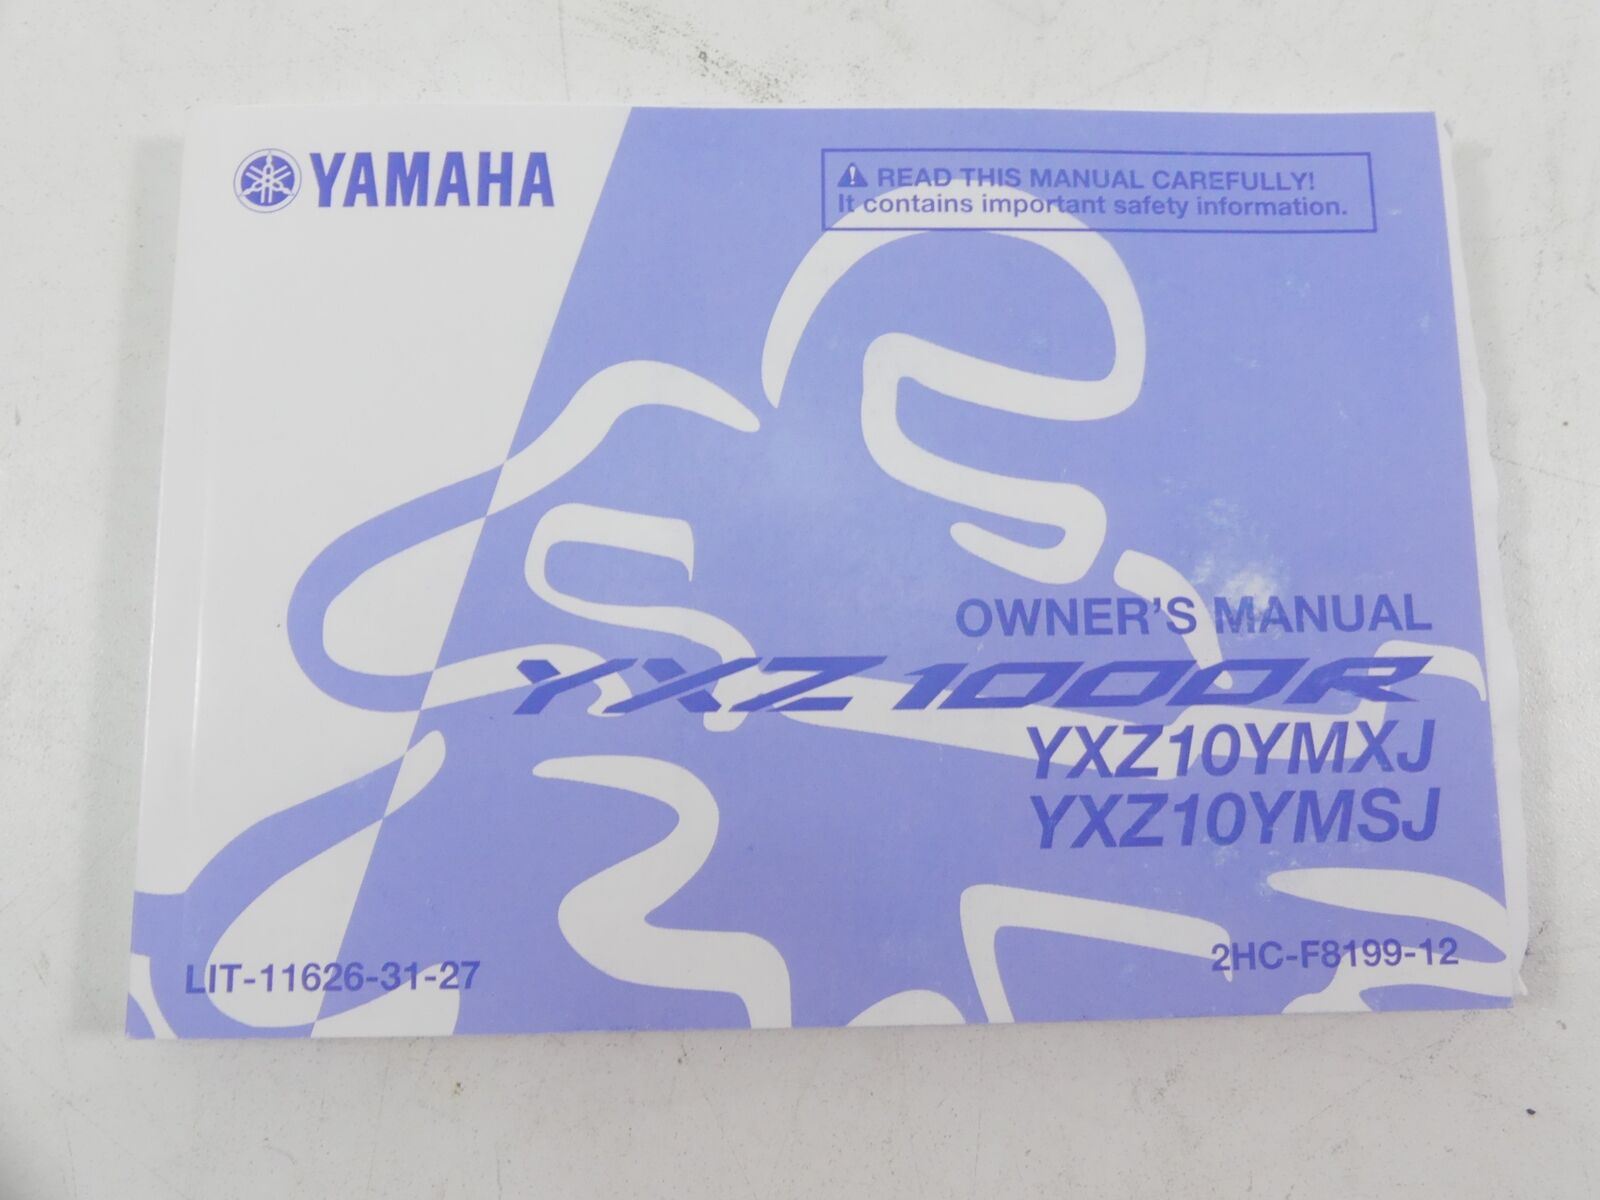 YAMAHA
⚠ READ THIS MANUAL CAREFULLY!
It contains important safety information.
OWNER'S MANUAL
YXZ1000R
YXZ10YMXJ
YXZ10YMSJ
LIT-11626-31-27
2HC-F8199-12